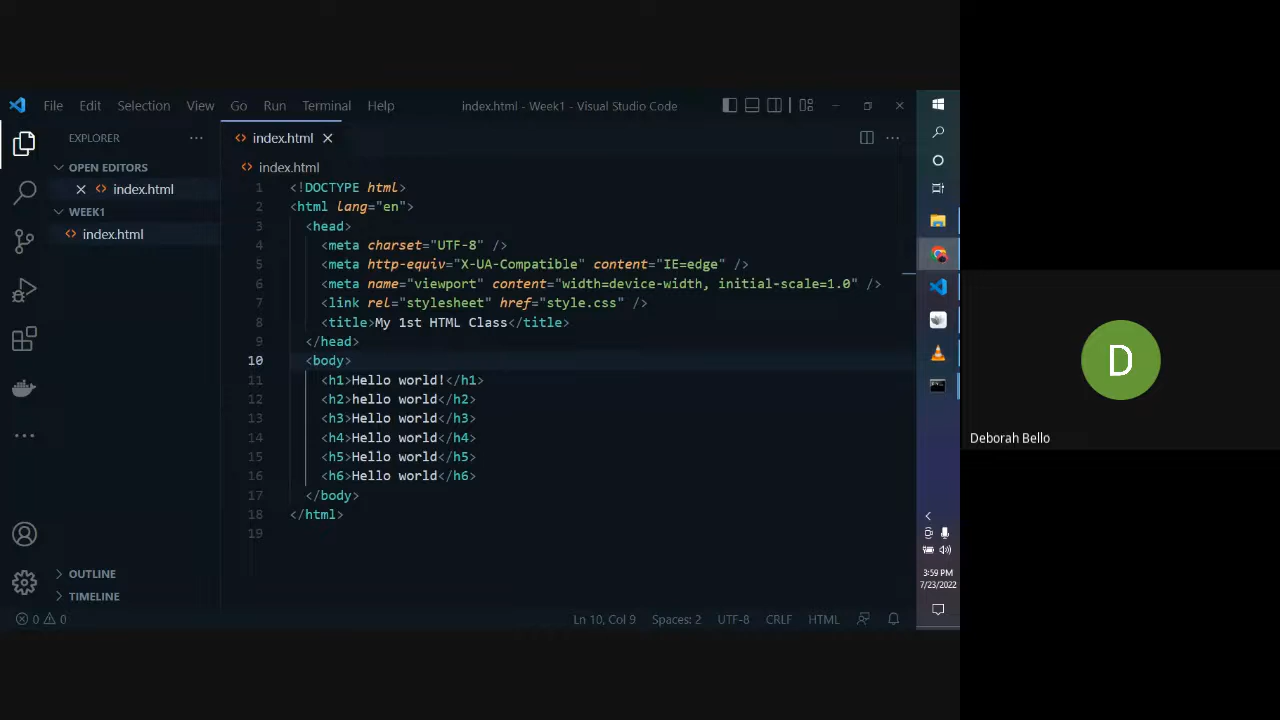 File Edit Selection View Go Run Terminal Help index.html - Week1 - Visual Studio Code
EXPLORER
OPEN EDITORS
index.html
WEEK1
index.html
OUTLINE
TIMELINE
index.html
index.html
1 <!DOCTYPE html>
2 <html lang="en">
3 <head>
4 <meta charset="UTF-8" />
5 <meta http-equiv="X-UA-Compatible" content="IE=edge" />
6 <meta name="viewport" content="width=device-width, initial-scale=1.0" />
7 <link rel="stylesheet" href="style.css" />
8 <title>My 1st HTML Class</title>
9 </head>
10 <body>
11 <h1>Hello world!</h1>
12 <h2>hello world</h2>
13 <h3>Hello world</h3>
14 <h4>Hello world</h4>
15 <h5>Hello world</h5>
16 <h6>Hello world</h6>
17 </body>
18 </html>
19
0 0 Ln 10, Col 9 Spaces: 2 UTF-8 CRLF HTML
3:59 PM
7/23/2022
D
Deborah Bello